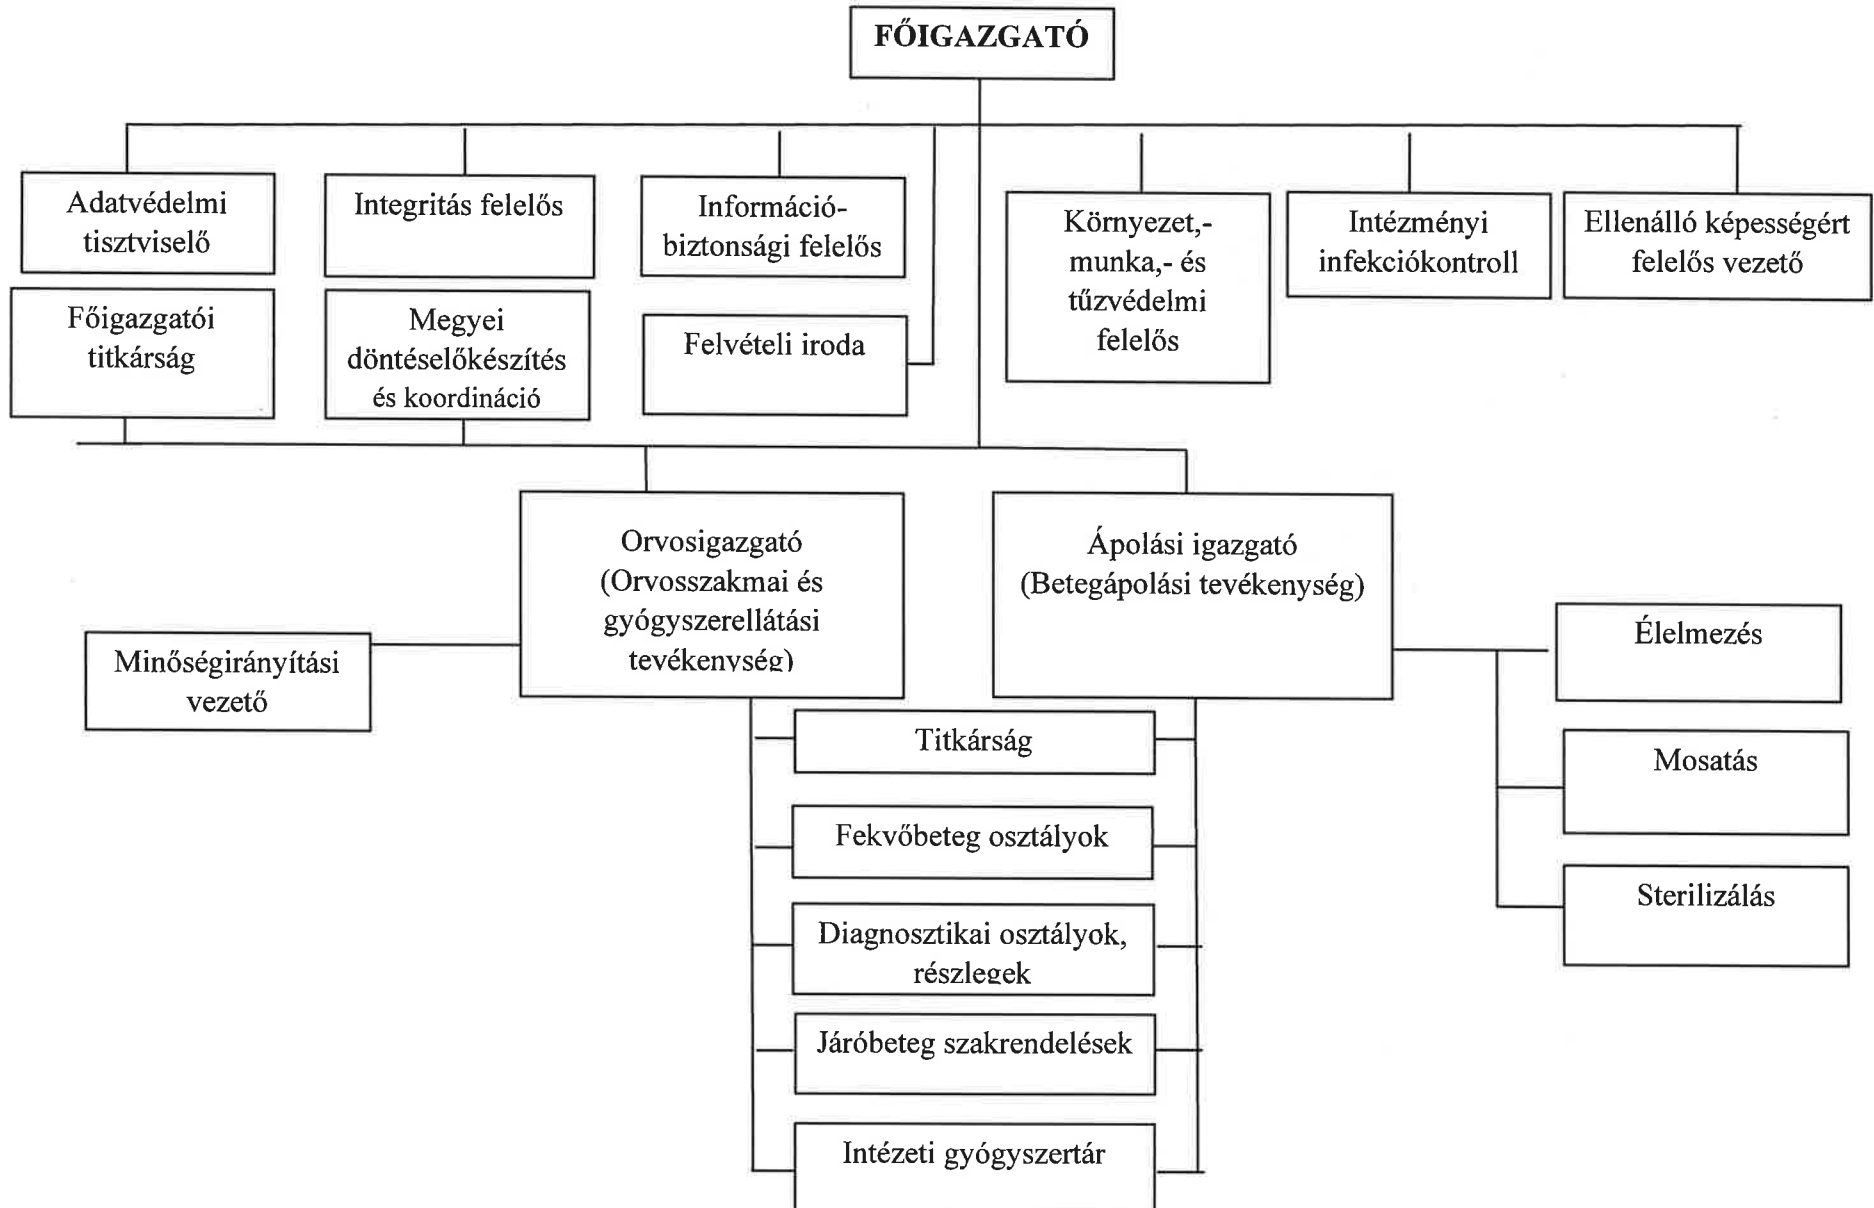 FŐIGAZGATÓ
Adatvédelmi
tisztviselő
Integritás felelős
Információ-
biztonsági felelős
Környezet,-
munka,- és
tűzvédelmi
felelős
Intézményi
infekciókontroll
Ellenálló képességért
felelős vezető
Főigazgatói
titkárság
Megyei
döntéselőkészítés
és koordináció
Felvételi iroda
Orvosigazgató
(Orvosszakmai és
gyógyszerellátási
tevékenység)
Ápolási igazgató
(Betegápolási tevékenység)
Minőségirányítási
vezető
Élelmezés
Mosatás
Sterilizálás
Titkárság
Fekvőbeteg osztályok
Diagnosztikai osztályok,
részlegek
Járóbeteg szakrendelések
Intézeti gyógyszertár